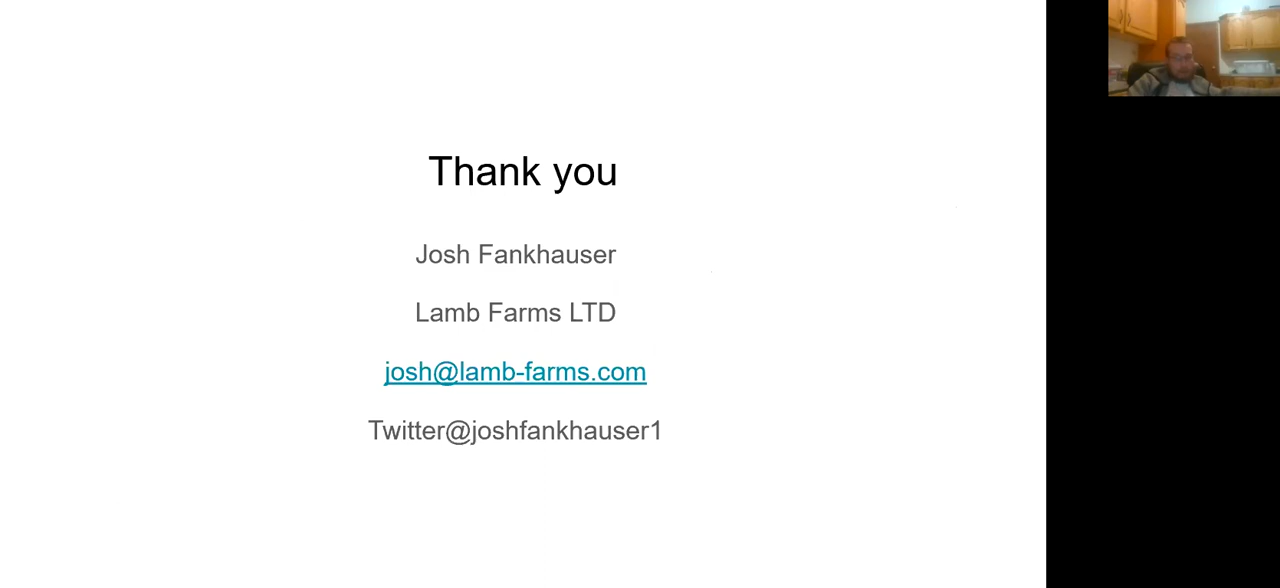 Thank you
Josh Fankhauser
Lamb Farms LTD
josh@lamb-farms.com
Twitter@joshfankhauser1